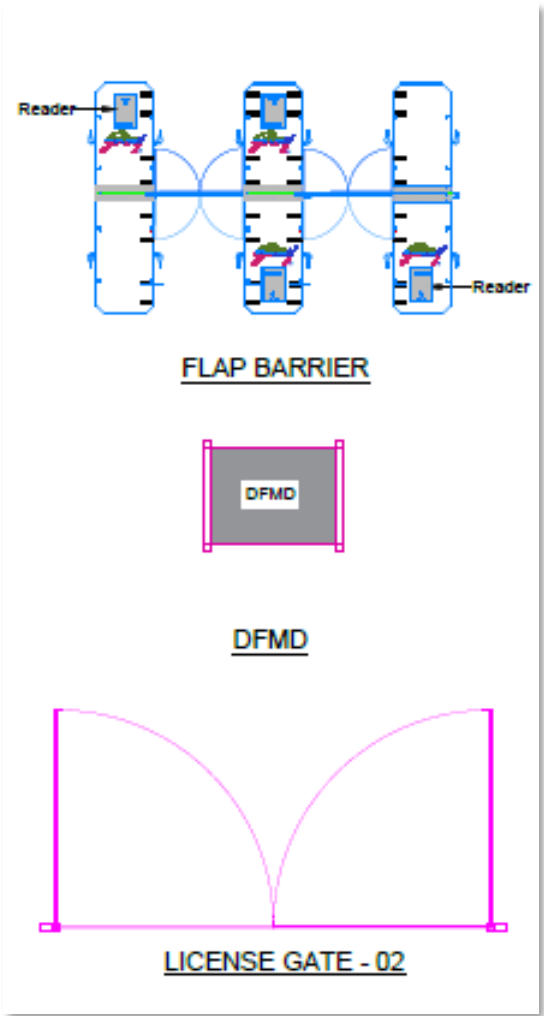 Reader
Reader
FLAP BARRIER
DFMD
DFMD
LICENSE GATE - 02